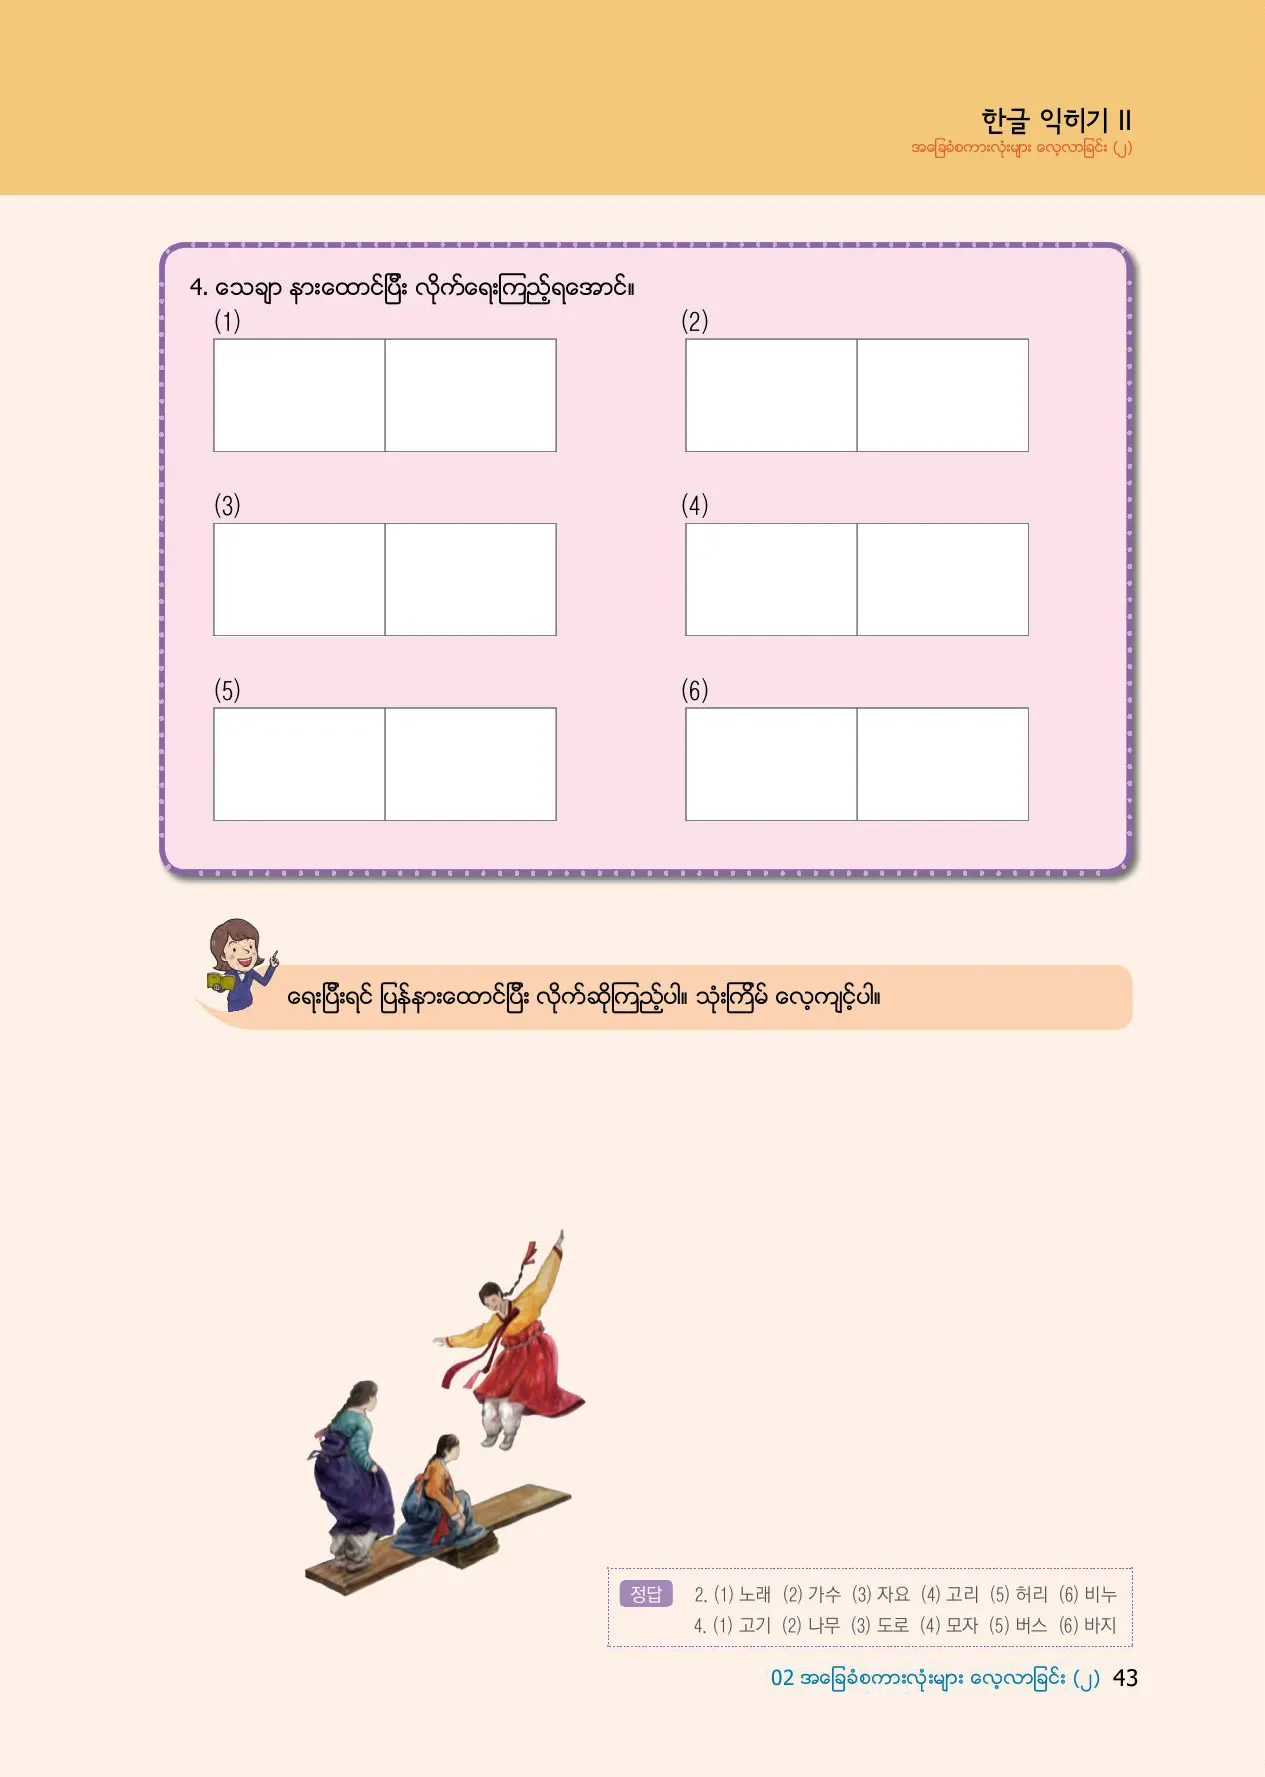 한글 익히기 II
အခြေခံစကားလုံးများ လေ့လာခြင်း (၂)
4. သေချာ နားထောင်ပြီး လိုက်ရေးကြည့်ရအောင်။
(1) (2)
(3) (4)
(5) (6)
ရေးပြီးရင် ပြန်နားထောင်ပြီး လိုက်ဆိုကြည့်ပါ။ သုံးကြိမ် လေ့ကျင့်ပါ။
정답 2. (1) 노래 (2) 가수 (3) 자요 (4) 고리 (5) 허리 (6) 비누
4. (1) 고기 (2) 나무 (3) 도로 (4) 모자 (5) 버스 (6) 바지
02 အခြေခံစကားလုံးများ လေ့လာခြင်း (၂) 43